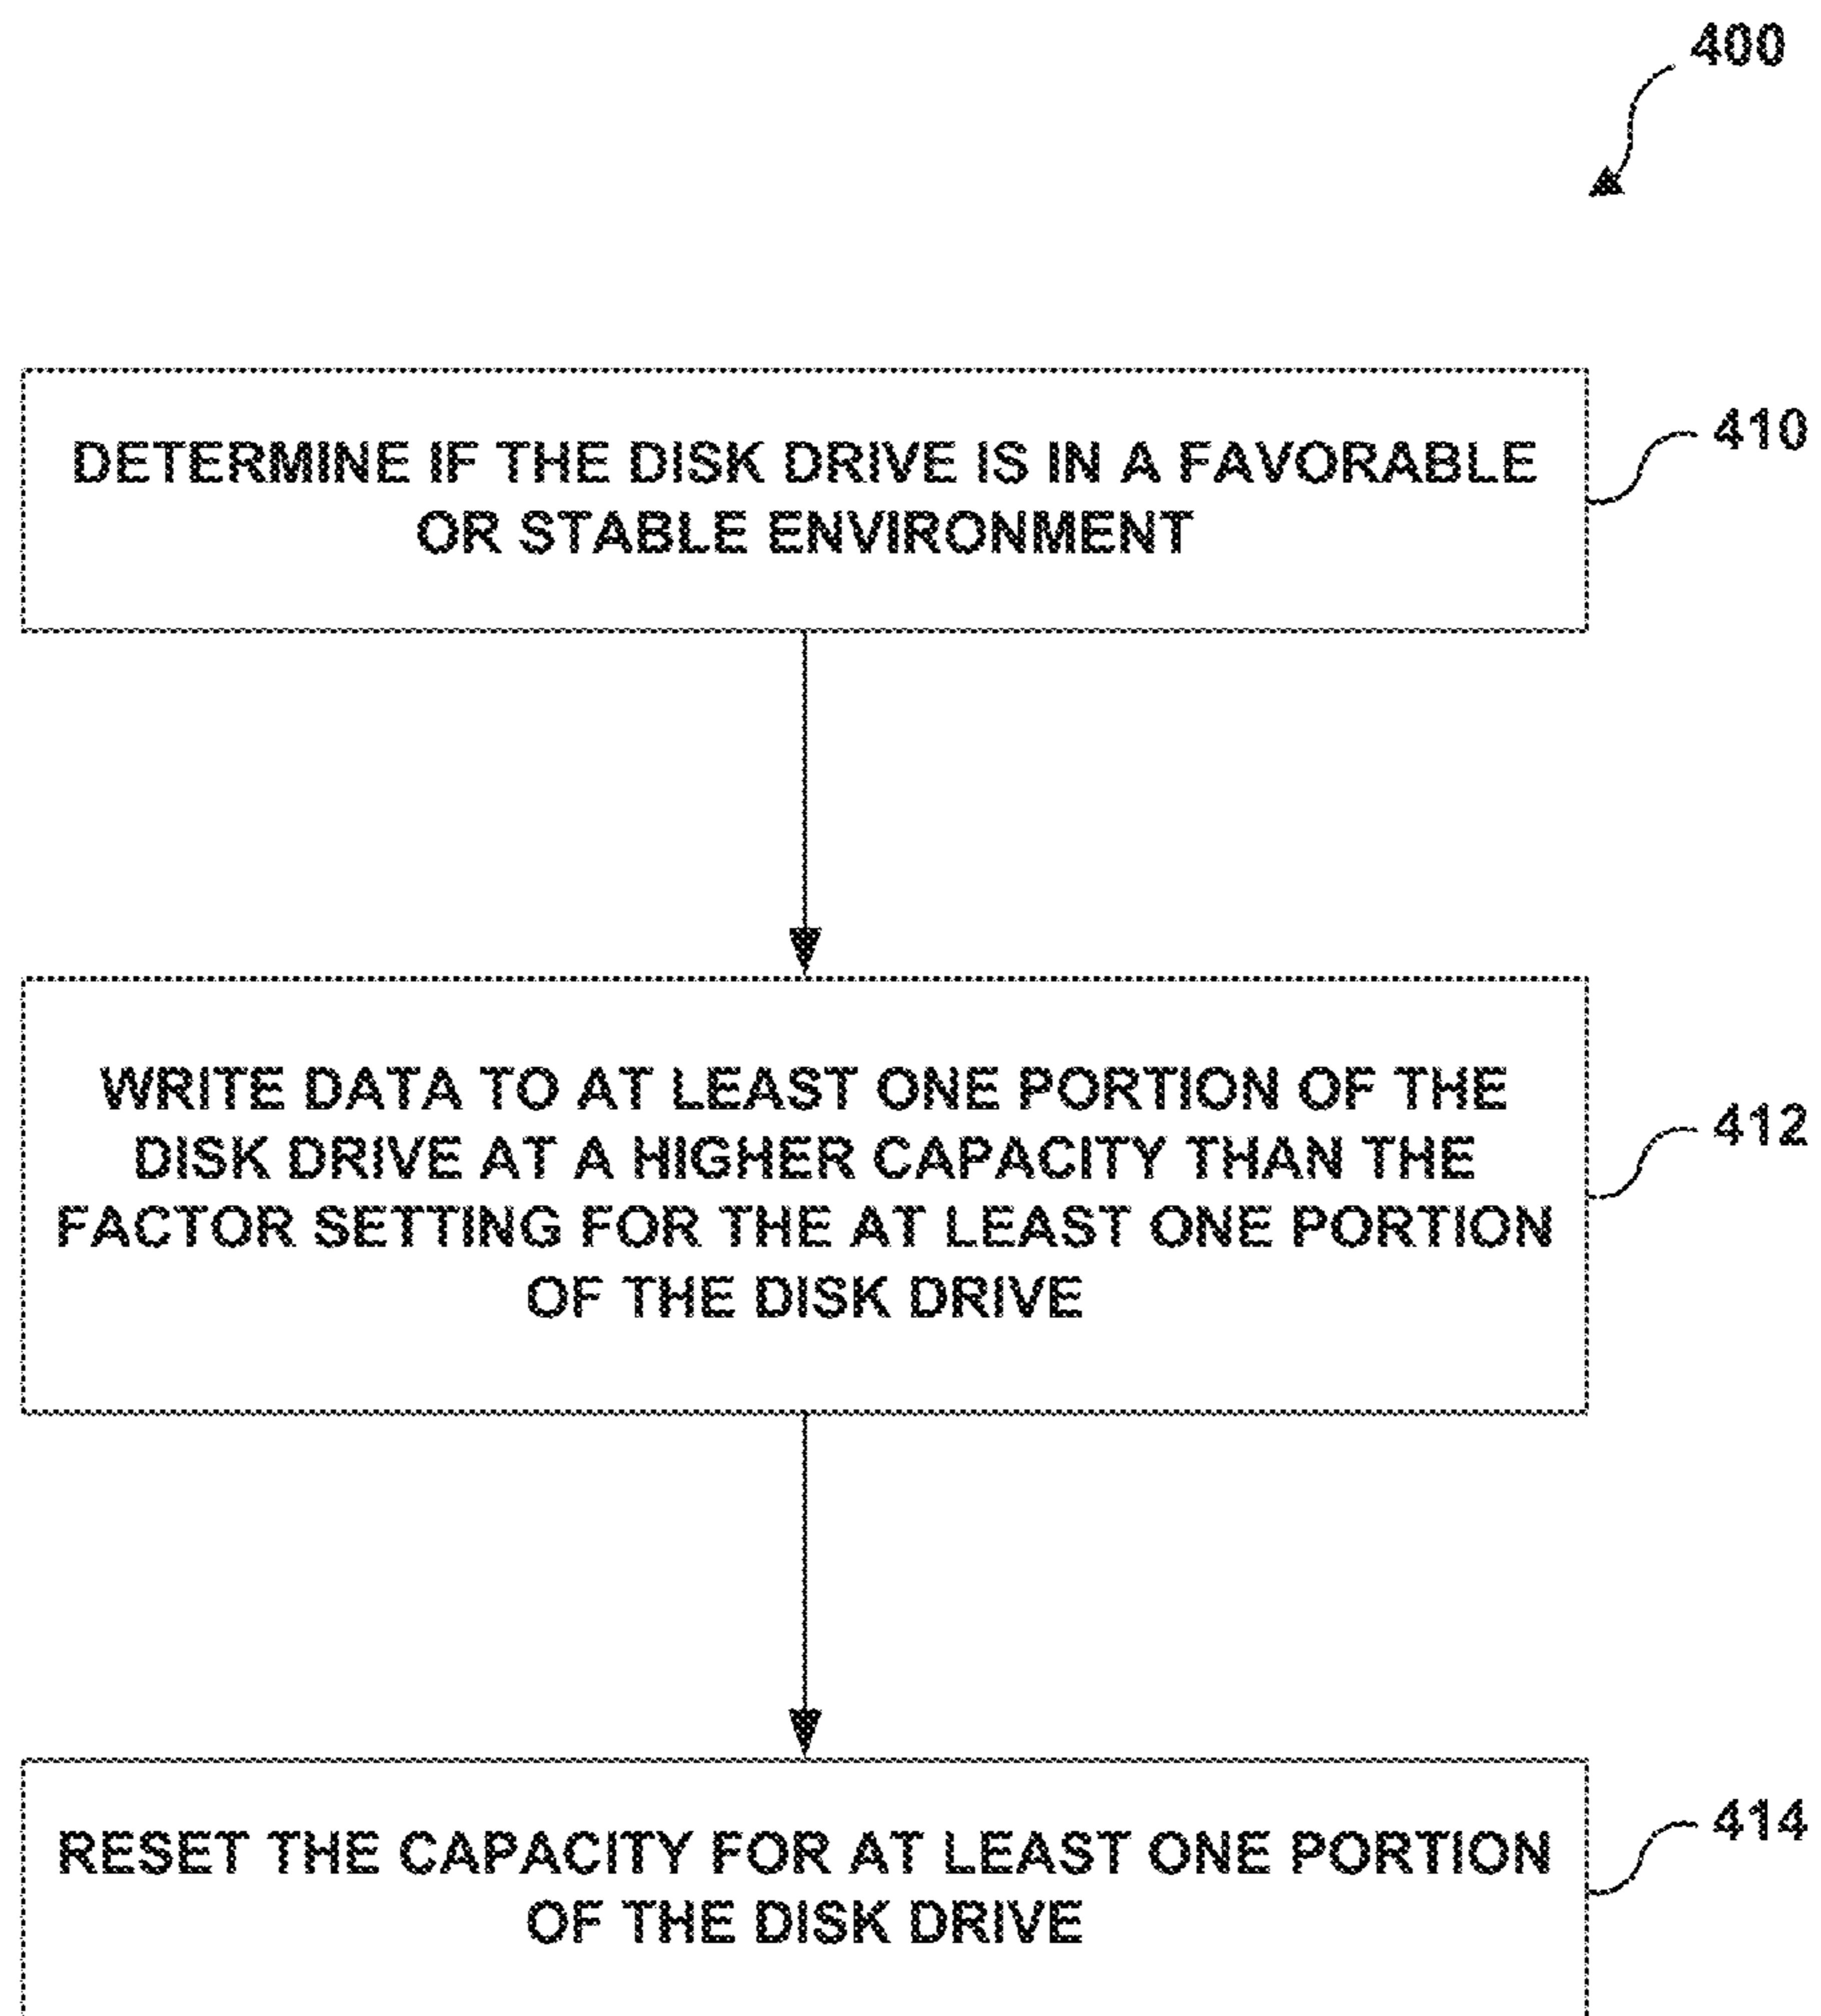 400
DETERMINE IF THE DISK DRIVE IS IN A FAVORABLE
OR STABLE ENVIRONMENT
410
WRITE DATA TO AT LEAST ONE PORTION OF THE
DISK DRIVE AT A HIGHER CAPACITY THAN THE
FACTOR SETTING FOR THE AT LEAST ONE PORTION
OF THE DISK DRIVE
412
RESET THE CAPACITY FOR AT LEAST ONE PORTION
OF THE DISK DRIVE
414